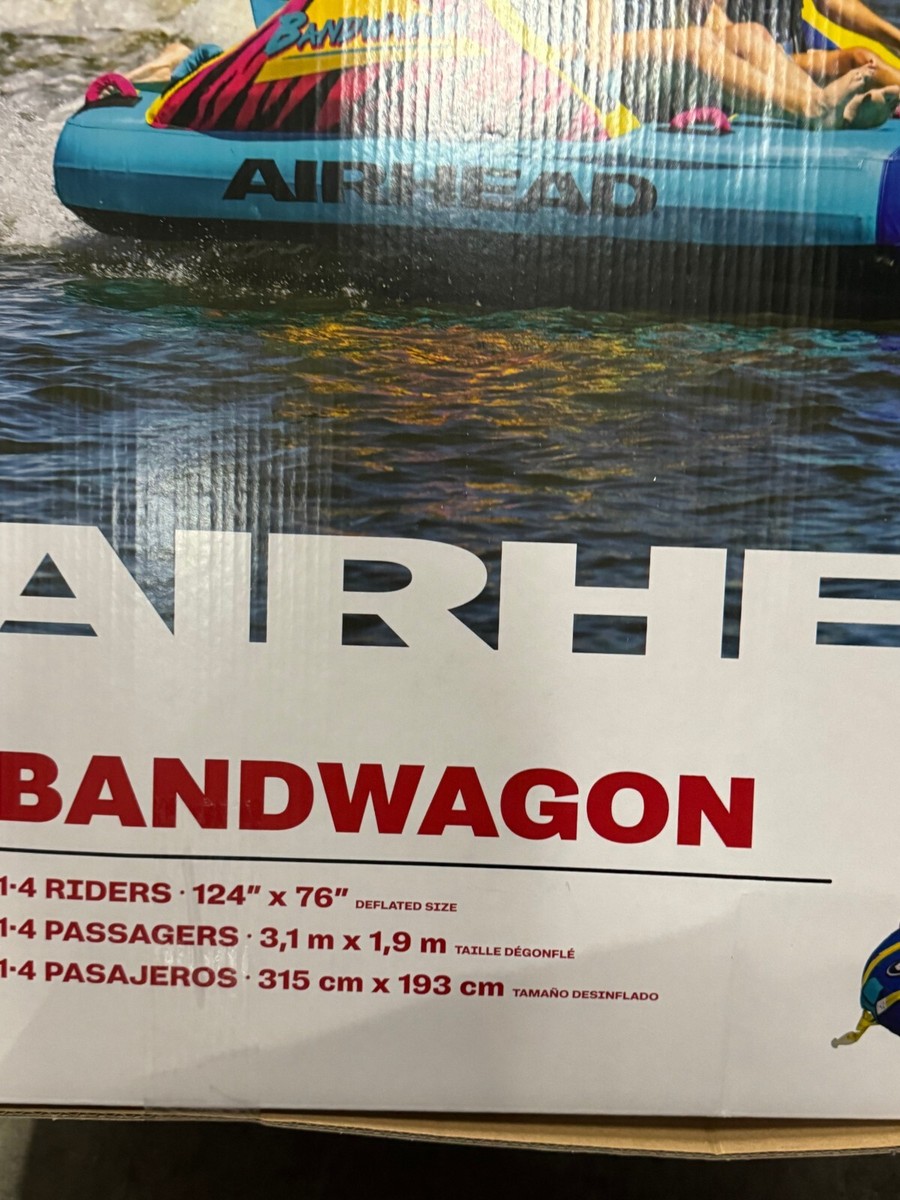 BANDWAGON
AIRHEAD
AIRHE
BANDWAGON
1-4 RIDERS · 124" x 76" DEFLATED SIZE
1-4 PASSAGERS · 3,1 m x 1,9 m TAILLE DÉGONFLÉ
1-4 PASAJEROS · 315 cm x 193 cm TAMAÑO DESINFLADO